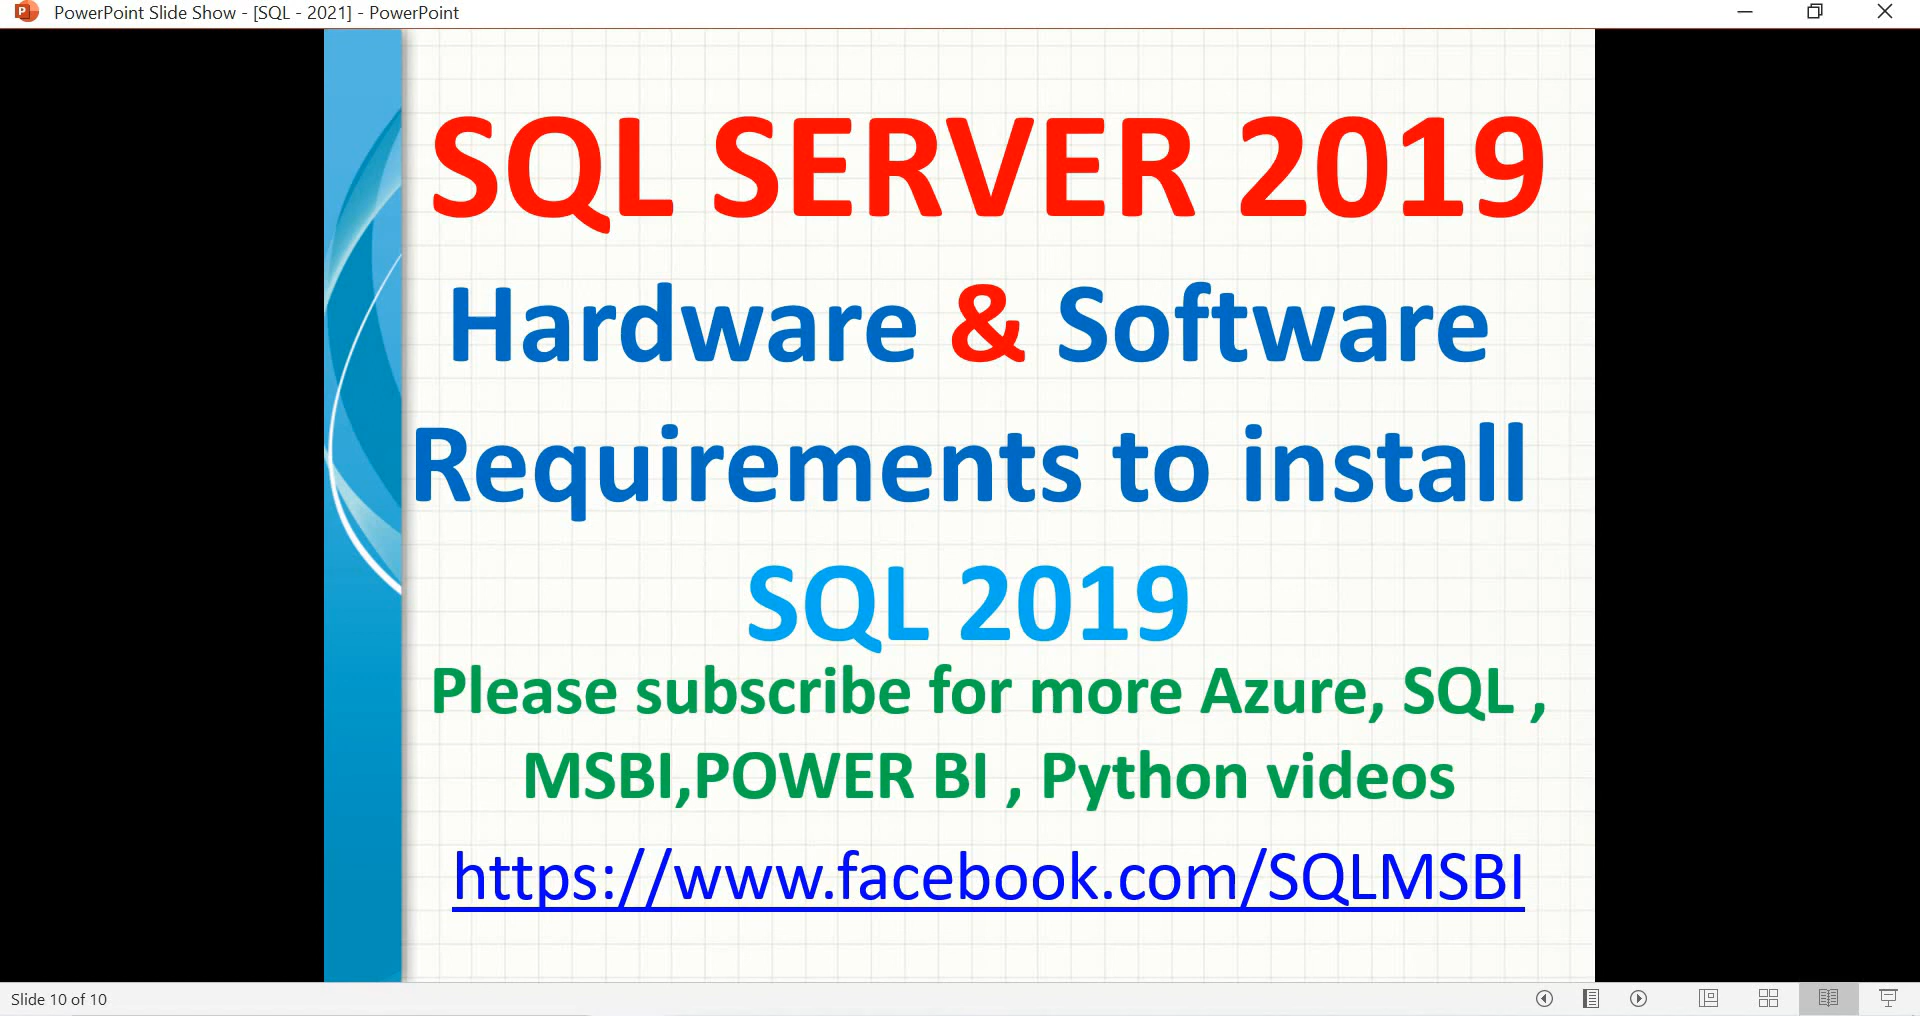 PowerPoint Slide Show - [SQL - 2021] - PowerPoint
SQL SERVER 2019
Hardware & Software
Requirements to install
SQL 2019
Please subscribe for more Azure, SQL ,
MSBI,POWER BI , Python videos
https://www.facebook.com/SQLMSBI
Slide 10 of 10